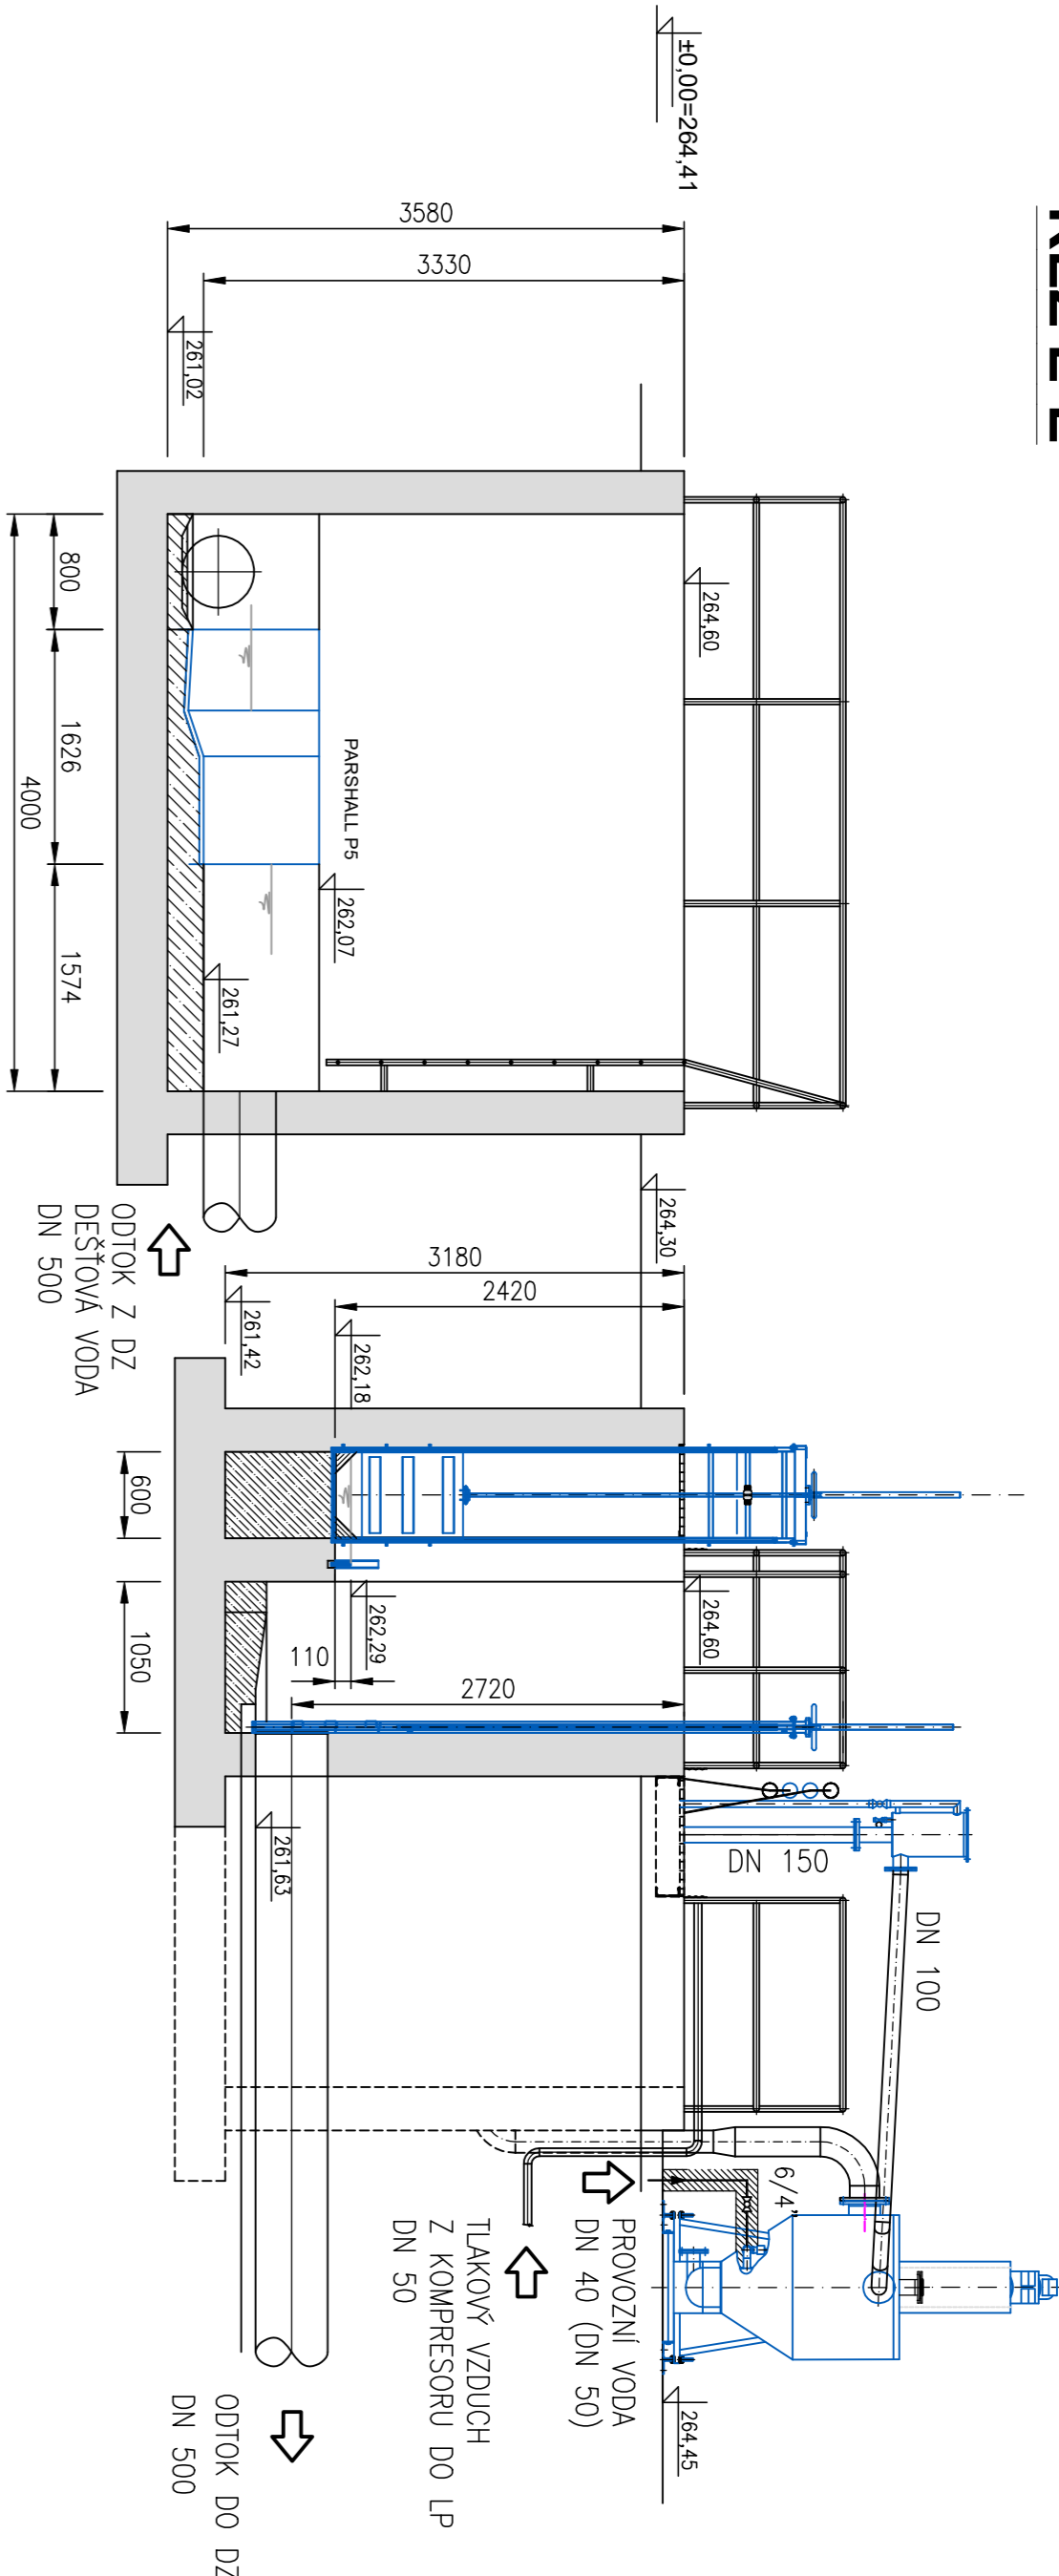 ±0,00=264,41
3580
3330
261,02
800
1626
4000
1574
264,60
PARSHALL P5
262,07
261,27
264,30
ODTOK Z DZ
DEŠŤOVÁ VODA
DN 500
3180
2420
261,42
262,18
600
1050
110
262,29
264,60
2720
261,63
DN 150
DN 100
6/4"
PROVOZNÍ VODA
DN 40 (DN 50)
TLAKOVÝ VZDUCH
Z KOMPRESORU DO LP
DN 50
264,45
ODTOK DO DZ
DN 500